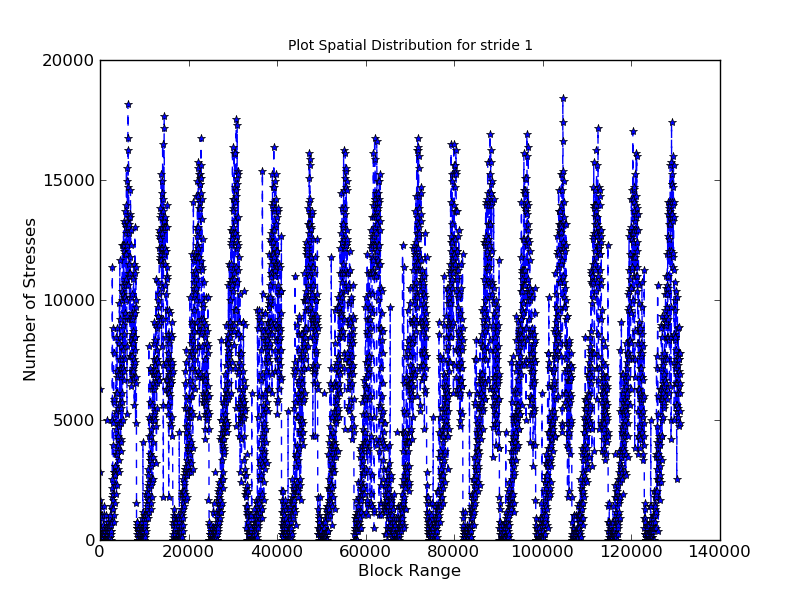 Plot Spatial Distribution for stride 1
20000
15000
10000
5000
0
Number of Stresses
0 20000 40000 60000 80000 100000 120000 140000
Block Range